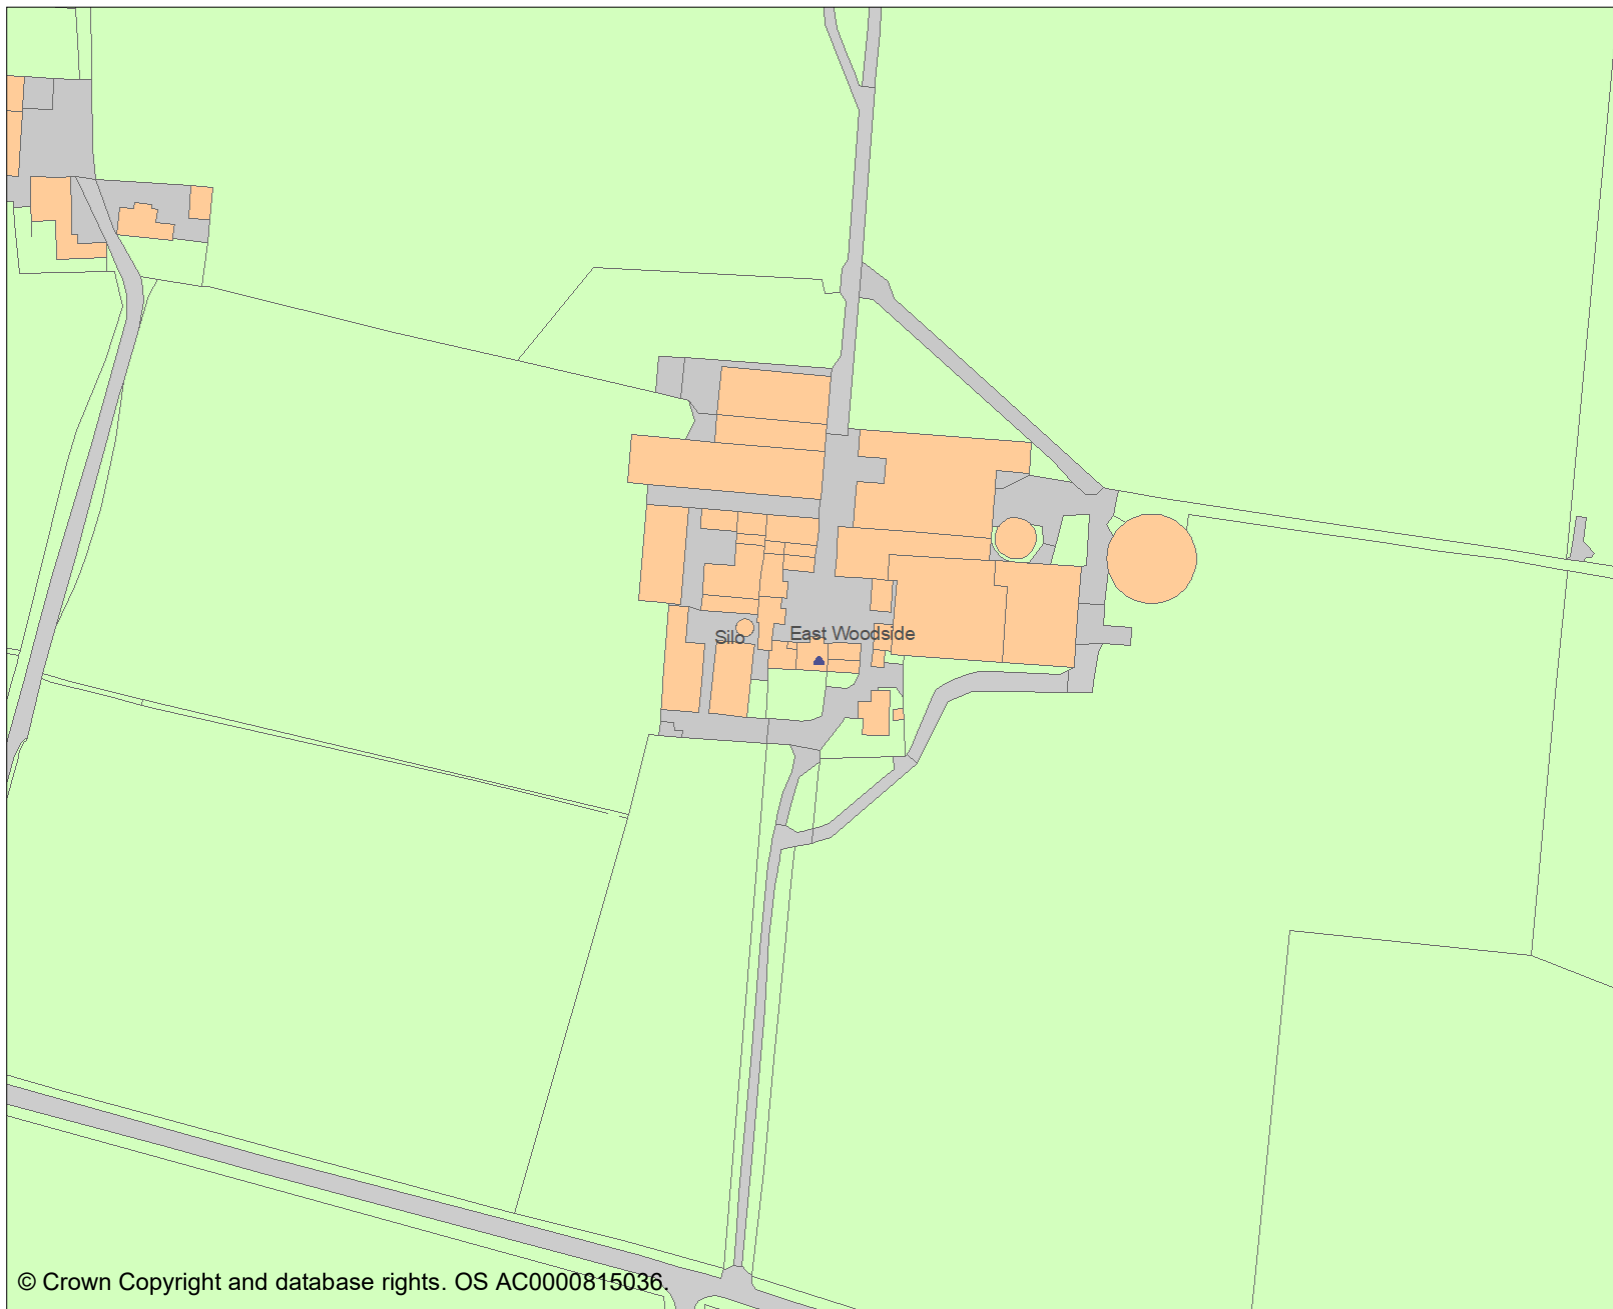 Silo
East Woodside
© Crown Copyright and database rights. OS AC0000815036.